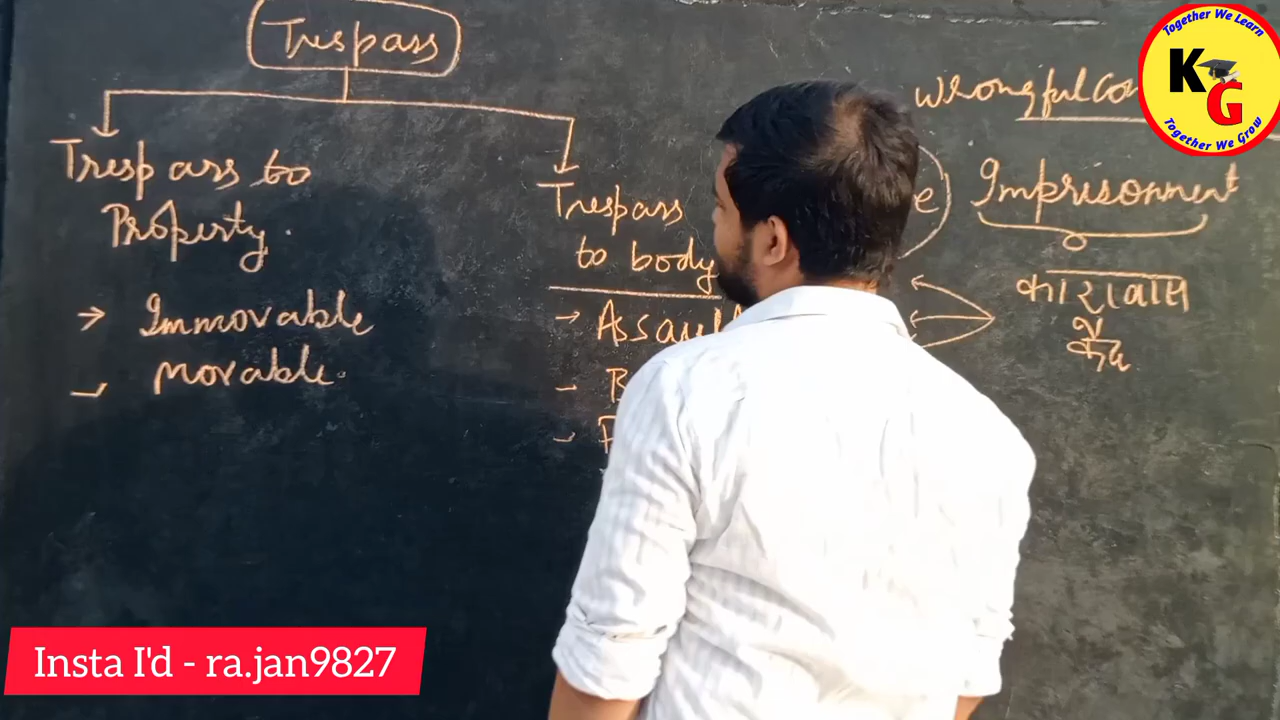 Trespass
Trespass to
Property.
→ Immovable
movable.
Trespass
to body
→ Assault
wrongful
Imprisonment
कारावास
कैद
Together We Learn
KG
Together We Grow
Insta I'd - ra.jan9827